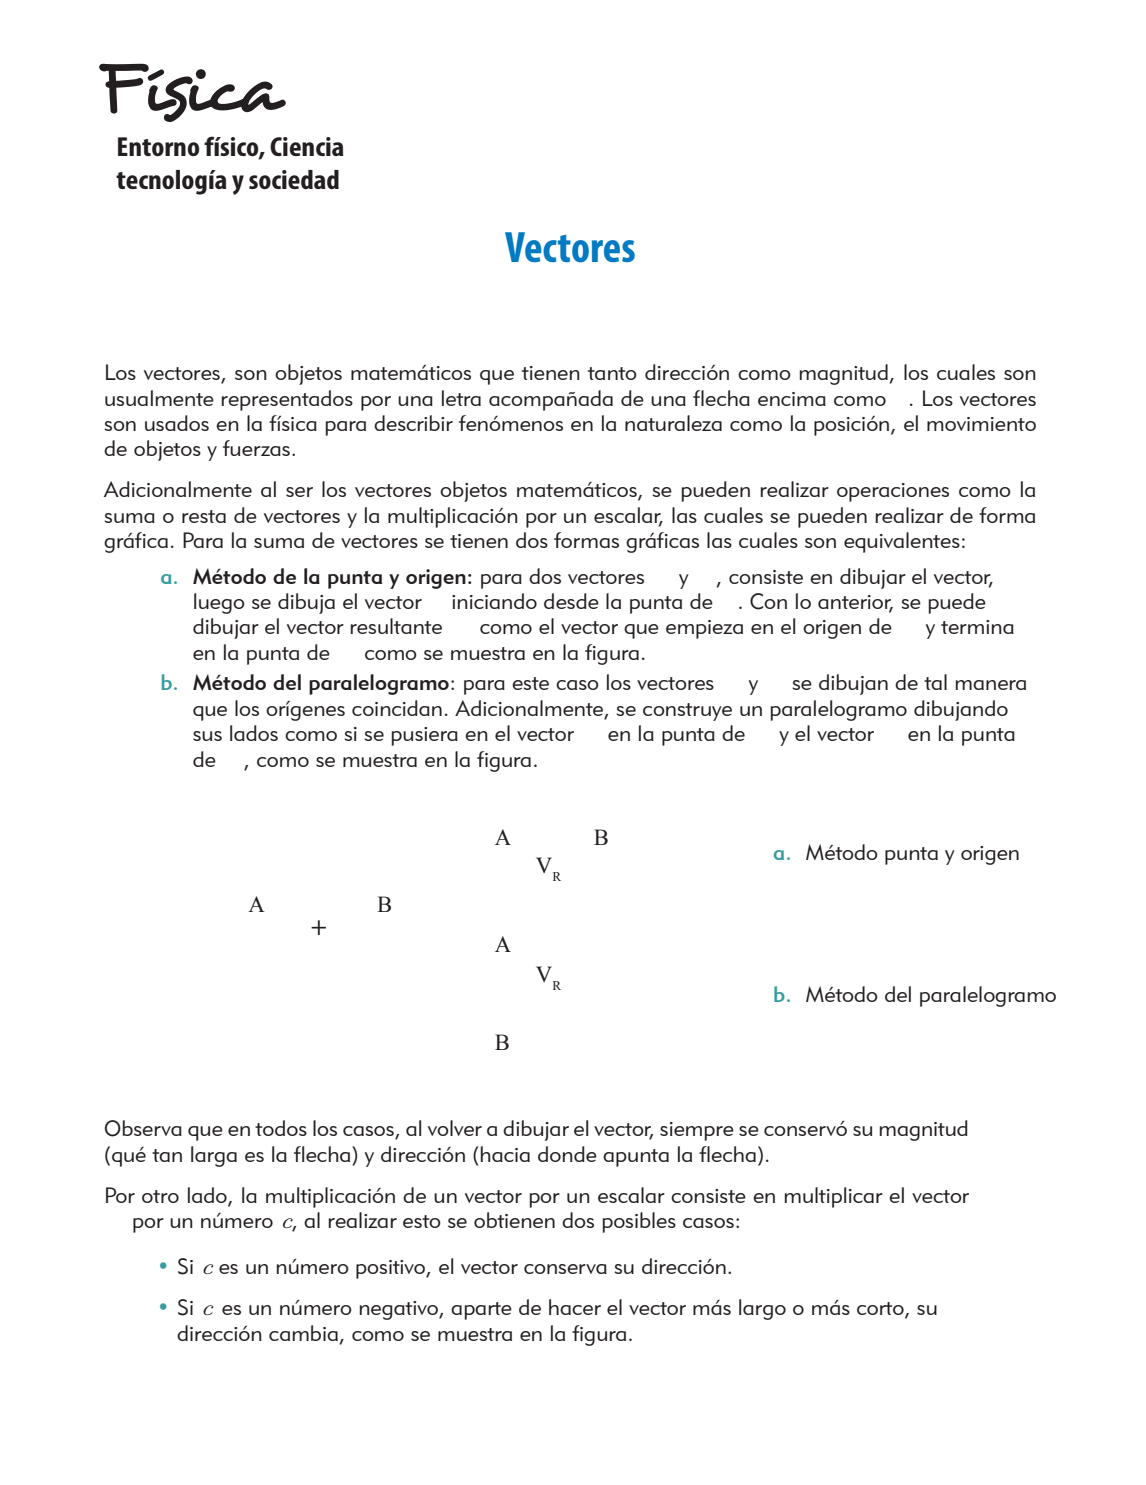 Física
Entorno físico, Ciencia
tecnología y sociedad
Vectores
Los vectores, son objetos matemáticos que tienen tanto dirección como magnitud, los cuales son
usualmente representados por una letra acompañada de una flecha encima como . Los vectores
son usados en la física para describir fenómenos en la naturaleza como la posición, el movimiento
de objetos y fuerzas.
Adicionalmente al ser los vectores objetos matemáticos, se pueden realizar operaciones como la
suma o resta de vectores y la multiplicación por un escalar, las cuales se pueden realizar de forma
gráfica. Para la suma de vectores se tienen dos formas gráficas las cuales son equivalentes:
a. Método de la punta y origen: para dos vectores y , consiste en dibujar el vector,
luego se dibuja el vector iniciando desde la punta de . Con lo anterior, se puede
dibujar el vector resultante como el vector que empieza en el origen de y termina
en la punta de como se muestra en la figura.
b. Método del paralelogramo: para este caso los vectores y se dibujan de tal manera
que los orígenes coincidan. Adicionalmente, se construye un paralelogramo dibujando
sus lados como si se pusiera en el vector en la punta de y el vector en la punta
de , como se muestra en la figura.
A B
V_R
a. Método punta y origen
A B
+
A
V_R
b. Método del paralelogramo
B
Observa que en todos los casos, al volver a dibujar el vector, siempre se conservó su magnitud
(qué tan larga es la flecha) y dirección (hacia donde apunta la flecha).
Por otro lado, la multiplicación de un vector por un escalar consiste en multiplicar el vector
por un número c, al realizar esto se obtienen dos posibles casos:
• Si c es un número positivo, el vector conserva su dirección.
• Si c es un número negativo, aparte de hacer el vector más largo o más corto, su
dirección cambia, como se muestra en la figura.